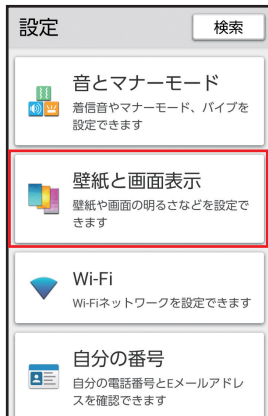 設定
検索
音とマナーモード
着信音やマナーモード、バイブを
設定できます
壁紙と画面表示
壁紙や画面の明るさなどを設定で
きます
Wi-Fi
Wi-Fiネットワークを設定できます
自分の番号
自分の電話番号とEメールアドレ
スを確認できます